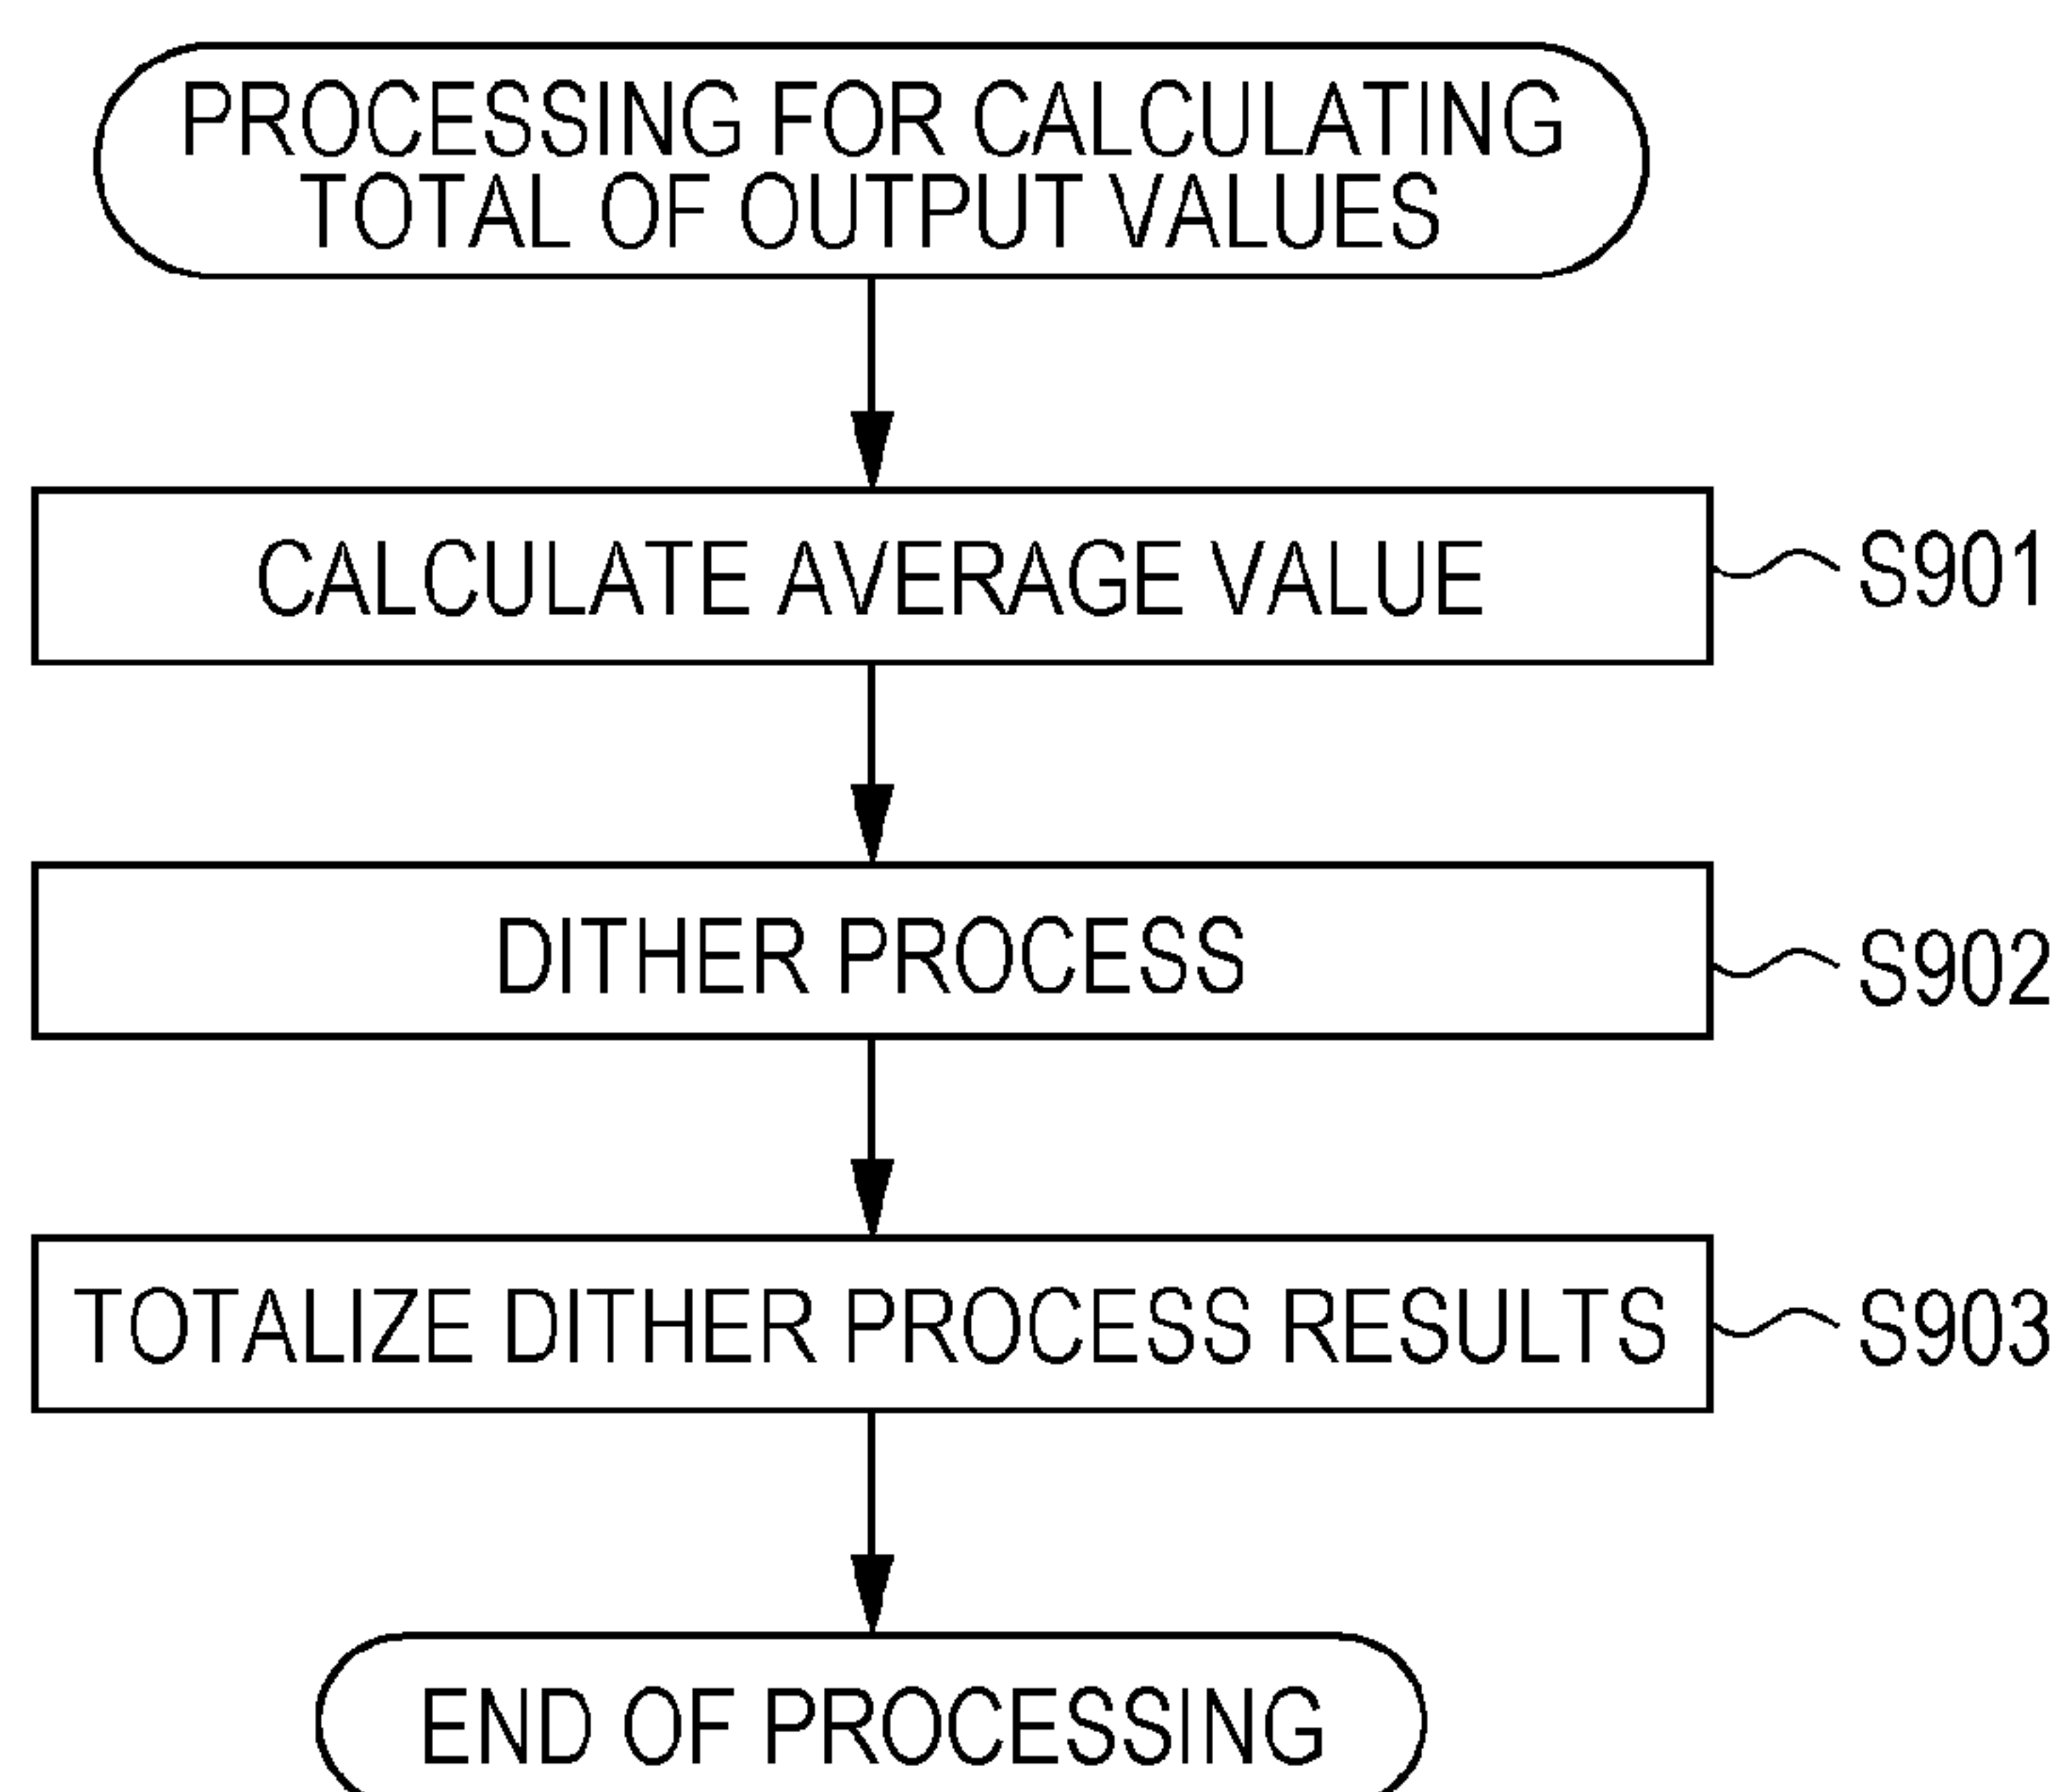 PROCESSING FOR CALCULATING
TOTAL OF OUTPUT VALUES
CALCULATE AVERAGE VALUE
S901
DITHER PROCESS
S902
TOTALIZE DITHER PROCESS RESULTS
S903
END OF PROCESSING